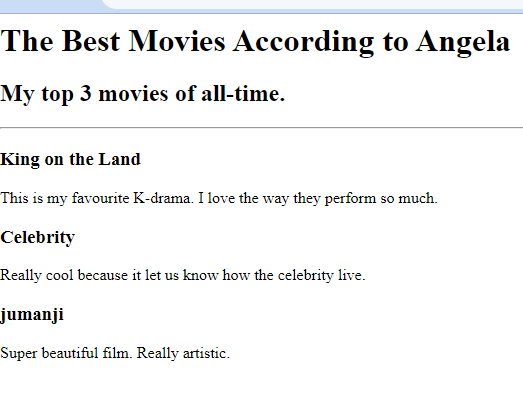 The Best Movies According to Angela
My top 3 movies of all-time.
King on the Land
This is my favourite K-drama. I love the way they perform so much.
Celebrity
Really cool because it let us know how the celebrity live.
jumanji
Super beautiful film. Really artistic.